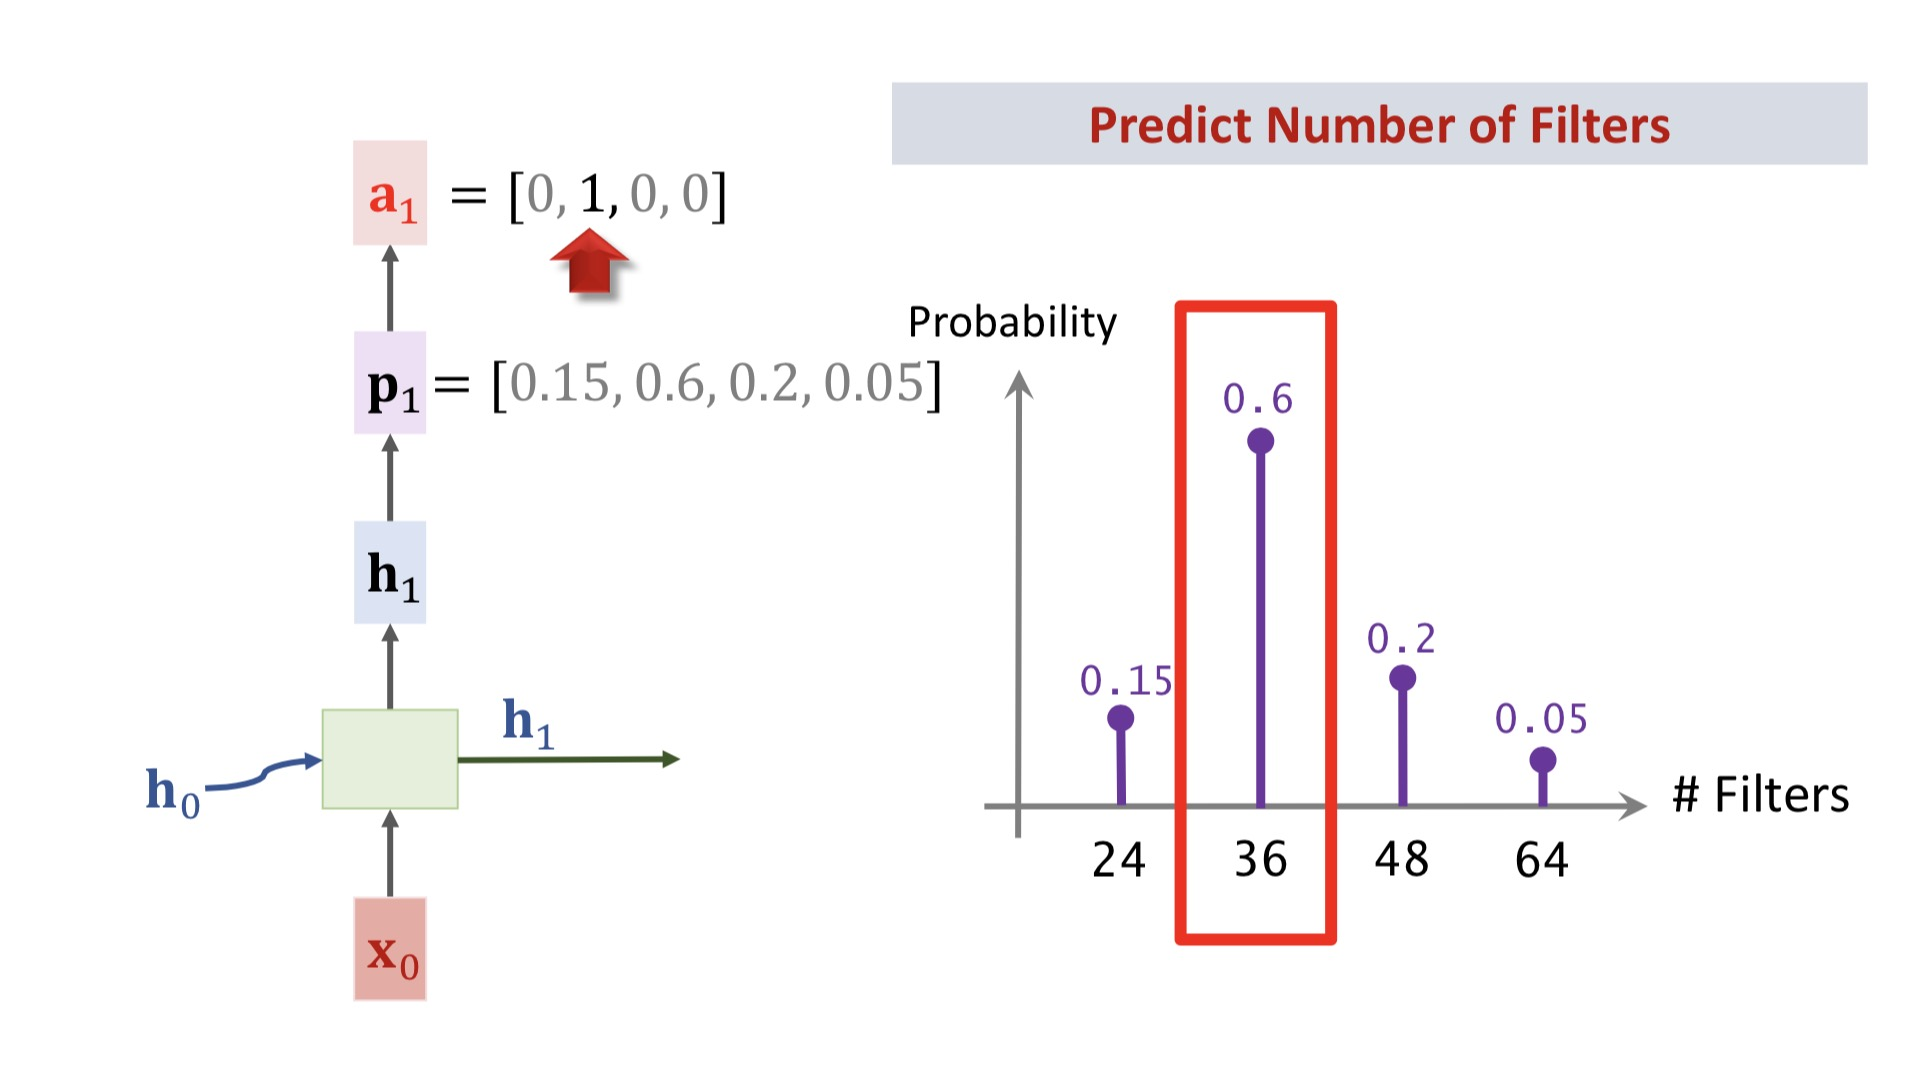 Predict Number of Filters
a₁ = [0, 1, 0, 0]
p₁ = [0.15, 0.6, 0.2, 0.05]
h₁
h₁
h₀
x₀
Probability
0.6
0.2
0.15
0.05
# Filters
24 36 48 64